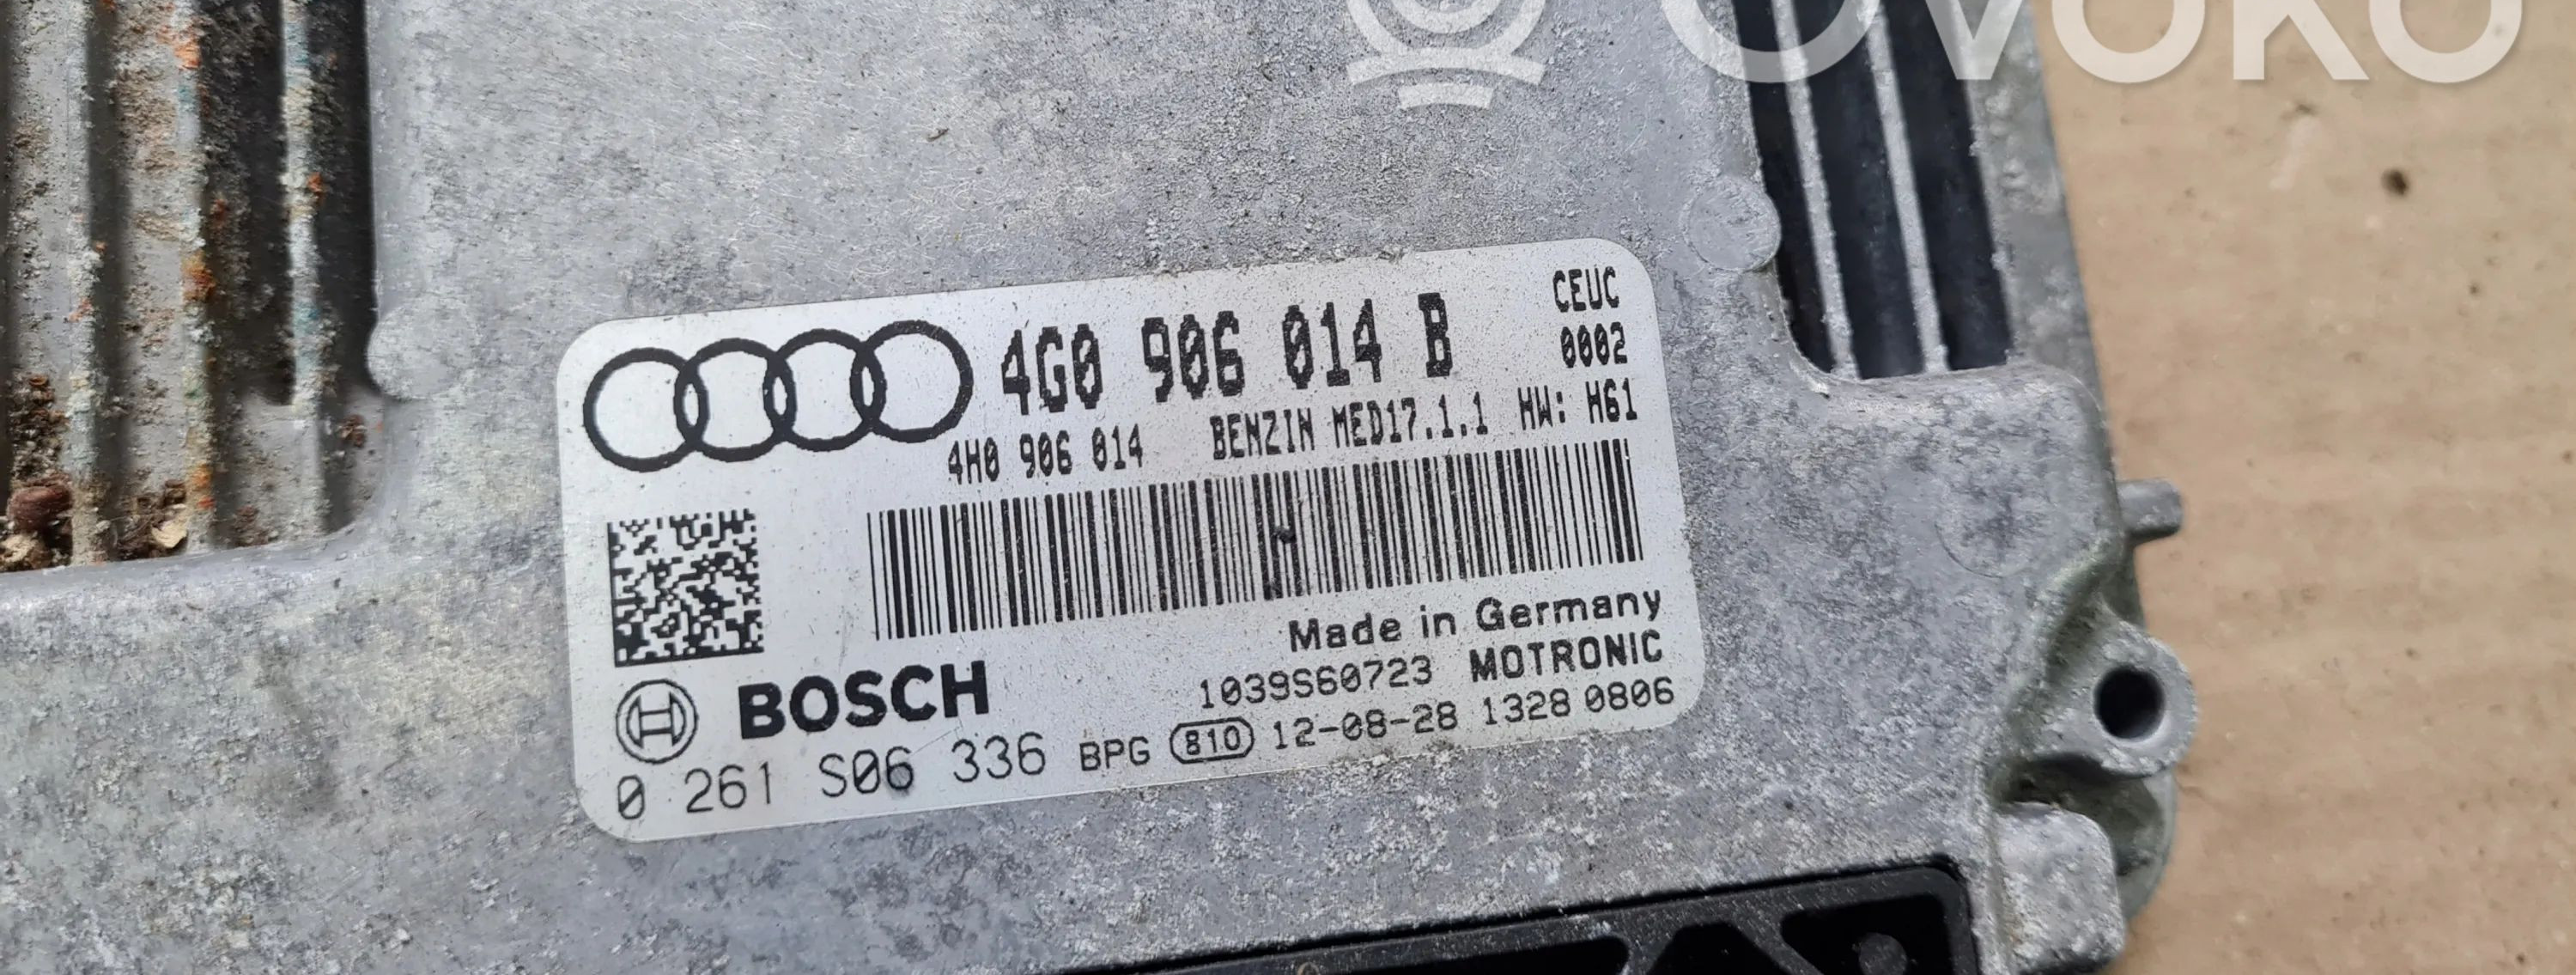 OVOKO
4G0 906 014 B
CEUC
0002
4H0 906 014 BENZIN MED17.1.1 HW: H61
Made in Germany
1039S60723 MOTRONIC
BOSCH
0 261 S06 336 BPG 810 12-08-28 1328 0806